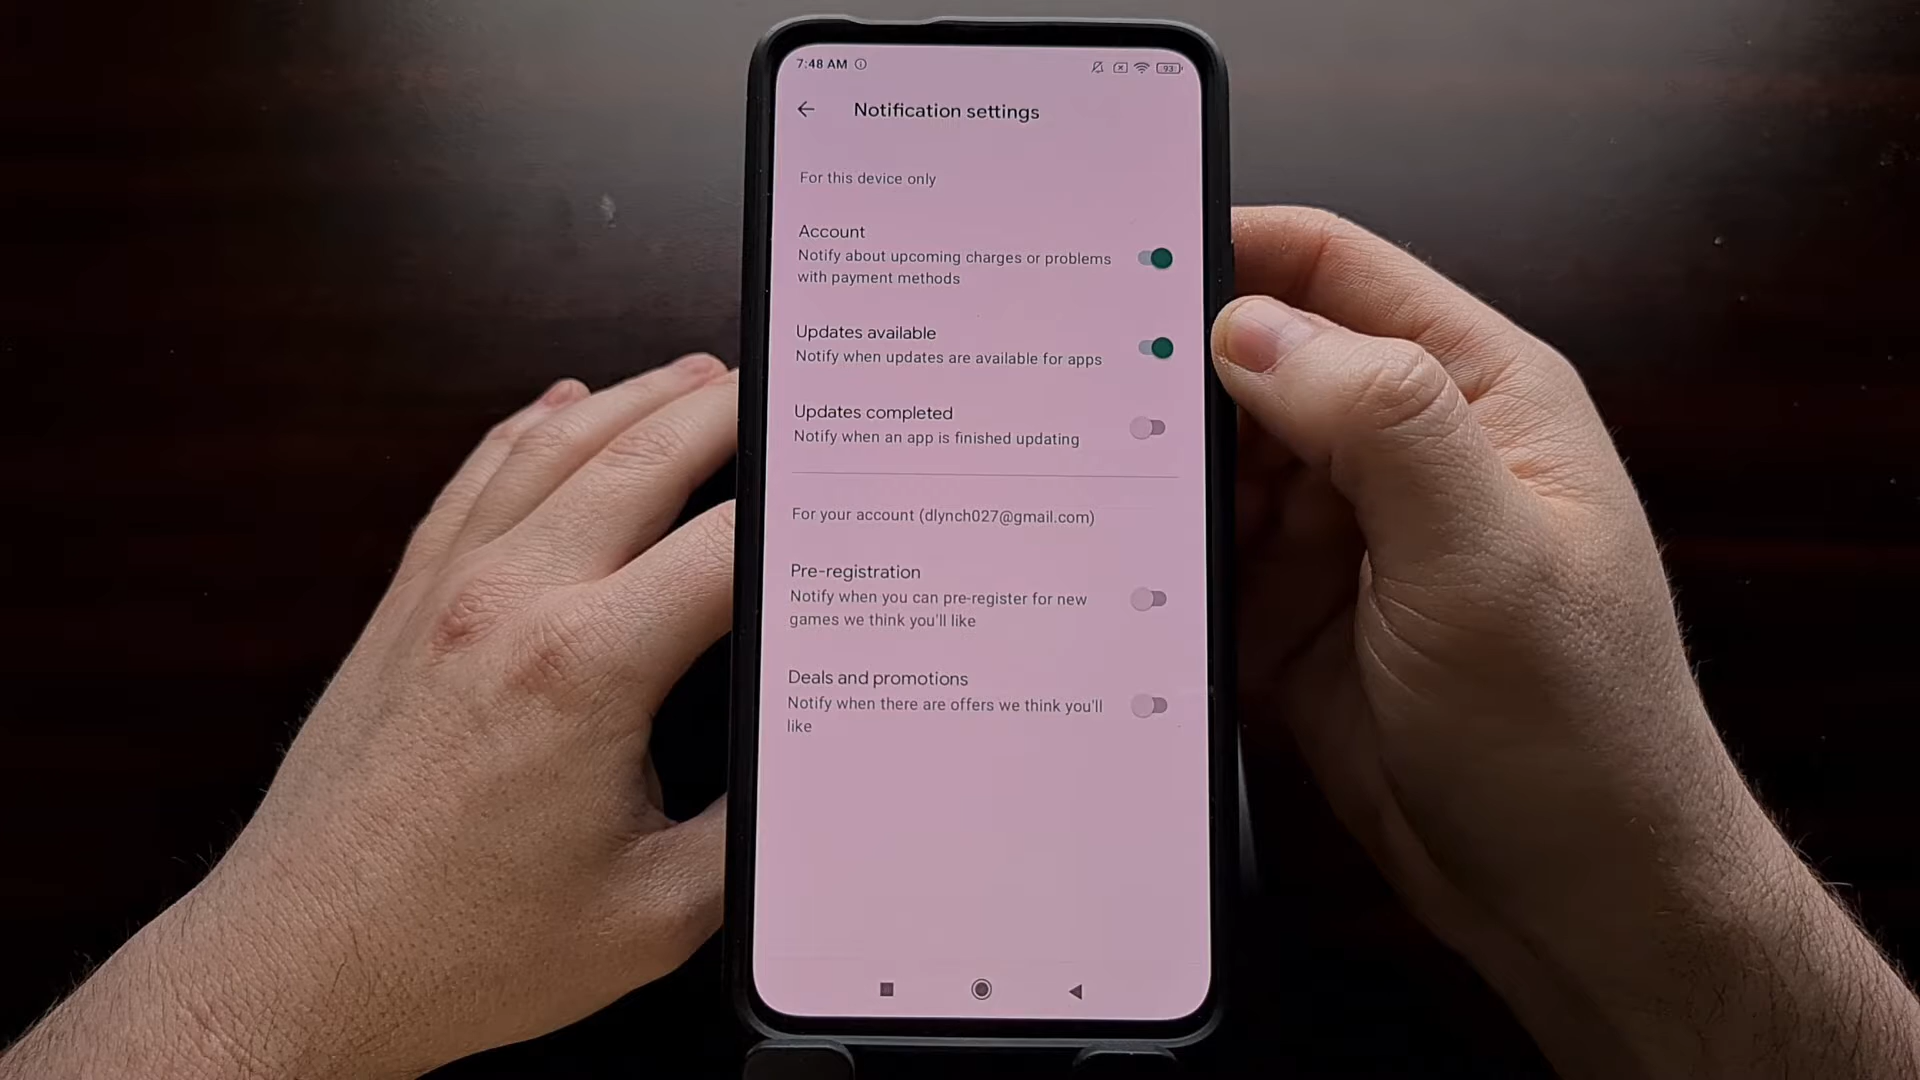 7:48 AM
93
Notification settings
For this device only
Account
Notify about upcoming charges or problems
with payment methods
Updates available
Notify when updates are available for apps
Updates completed
Notify when an app is finished updating
For your account (dlynch027@gmail.com)
Pre-registration
Notify when you can pre-register for new
games we think you'll like
Deals and promotions
Notify when there are offers we think you'll
like